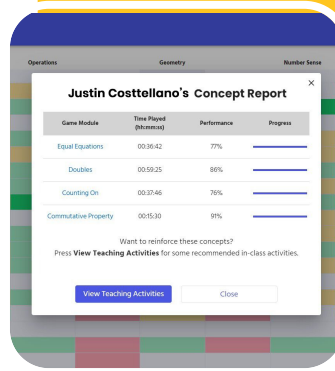 Operations Geometry Number Sense
×
Justin Costtellano's Concept Report
Game Module Time Played (hh:mm:ss) Performance Progress
Equal Equations 00:36:42 77%
Doubles 00:59:25 86%
Counting On 00:37:46 76%
Commutative Property 00:15:30 91%
Want to reinforce these concepts?
Press View Teaching Activities for some recommended in-class activities.
View Teaching Activities Close